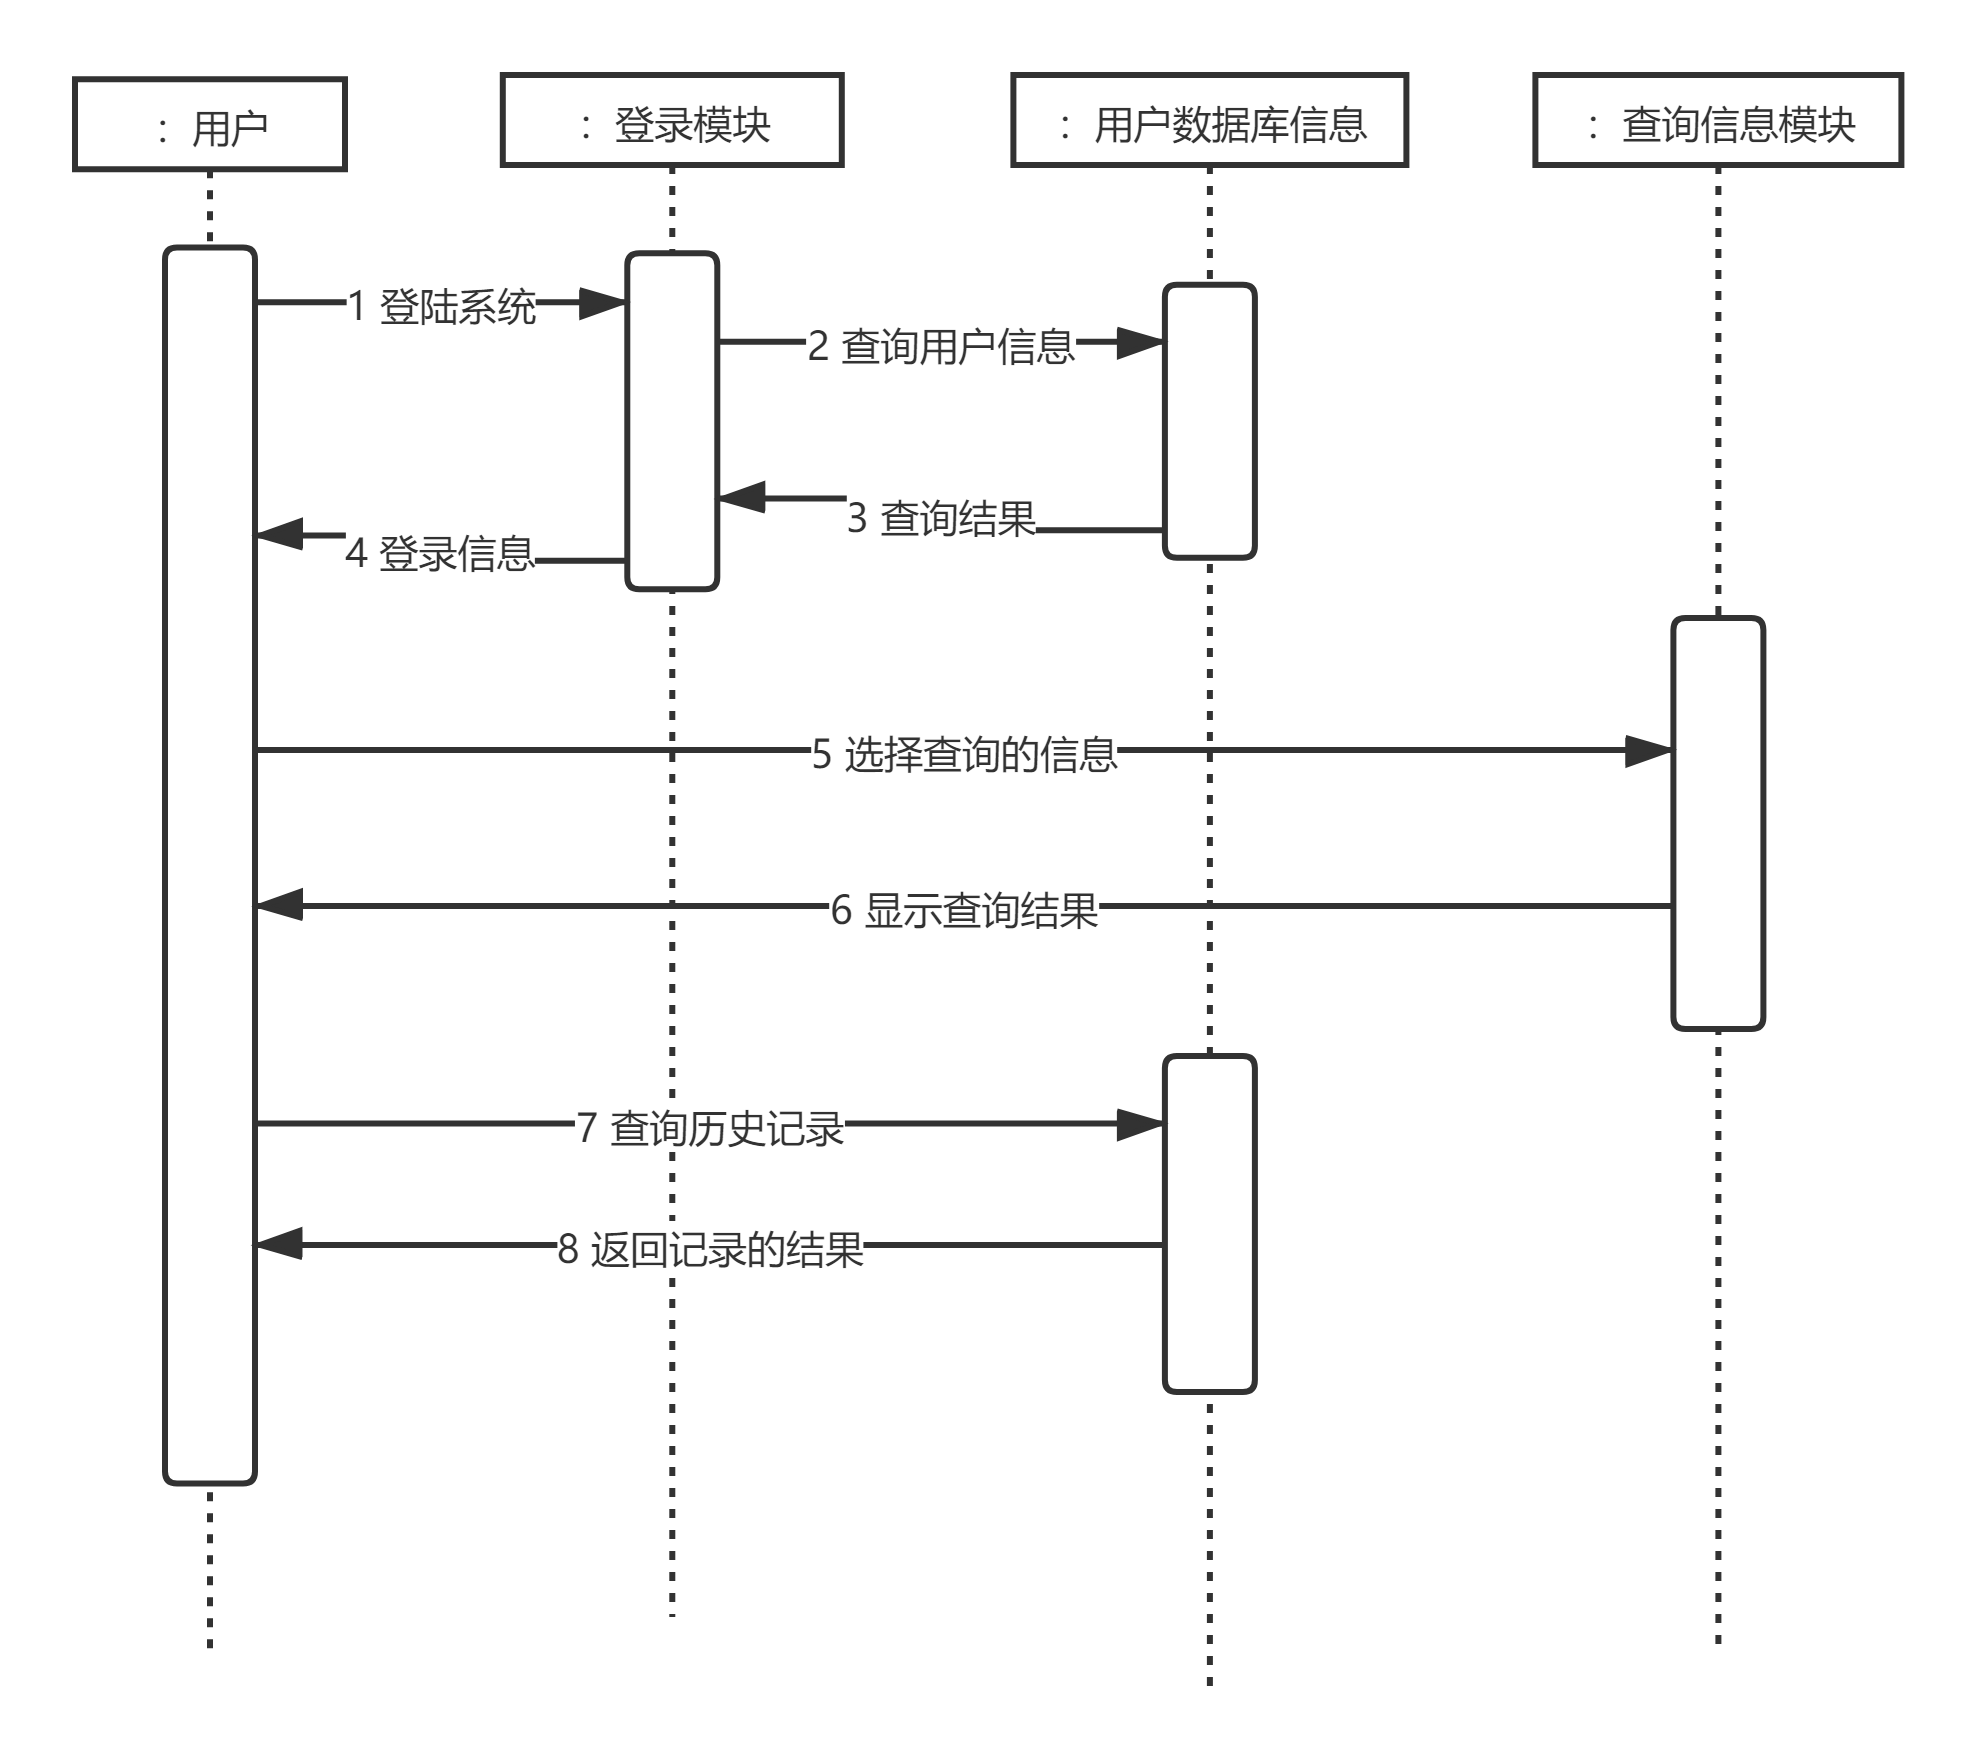 ：用户
：登录模块
：用户数据库信息
：查询信息模块
1 登陆系统
2 查询用户信息
3 查询结果
4 登录信息
5 选择查询的信息
6 显示查询结果
7 查询历史记录
8 返回记录的结果